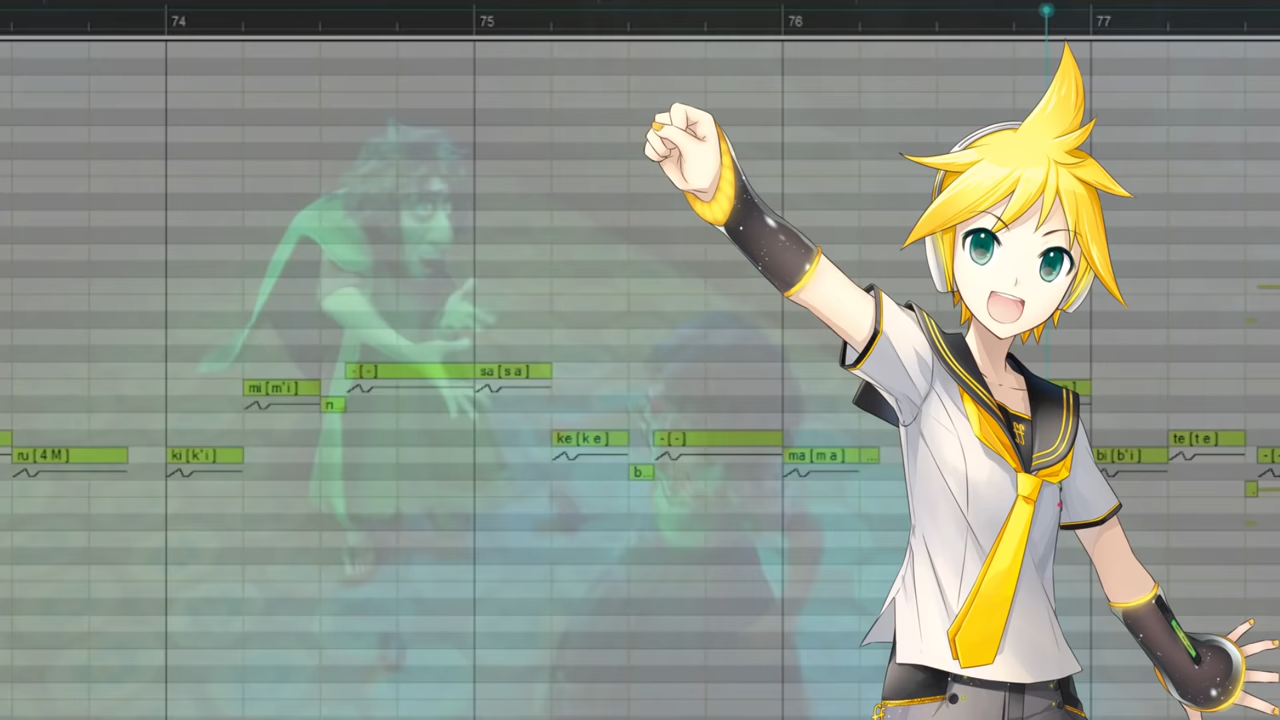 74 75 76 77
-[-] sa[s a]
mi[m' i]
n
ke[k e] -[-] te[t e]
ru[4 M] ki[k' i] ma[m a] ... bi[b' i] -[-
b...